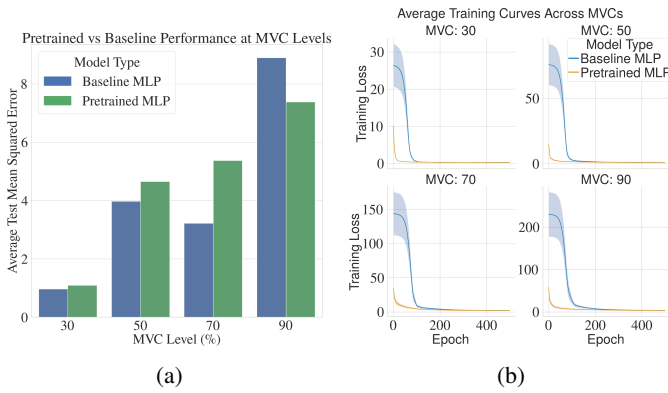 Pretrained vs Baseline Performance at MVC Levels
Model Type
Baseline MLP
Pretrained MLP
Average Test Mean Squared Error
8
6
4
2
0
30 50 70 90
MVC Level (%)
(a)
Average Training Curves Across MVCs
MVC: 30
MVC: 50
Model Type
Baseline MLP
Pretrained MLP
Training Loss
30
20
10
0
50
0
MVC: 70
MVC: 90
Training Loss
150
100
50
0
200
100
0
0 200 400
Epoch
0 200 400
Epoch
(b)